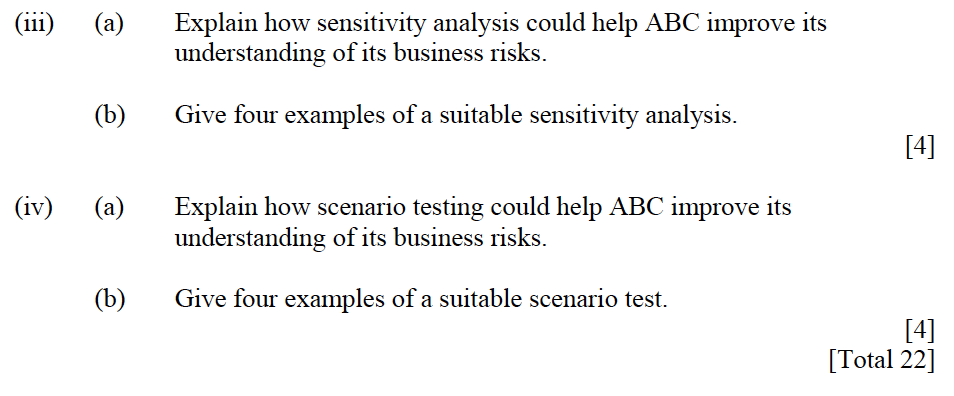 (iii) (a) Explain how sensitivity analysis could help ABC improve its
understanding of its business risks.
(b) Give four examples of a suitable sensitivity analysis.
[4]
(iv) (a) Explain how scenario testing could help ABC improve its
understanding of its business risks.
(b) Give four examples of a suitable scenario test.
[4]
[Total 22]